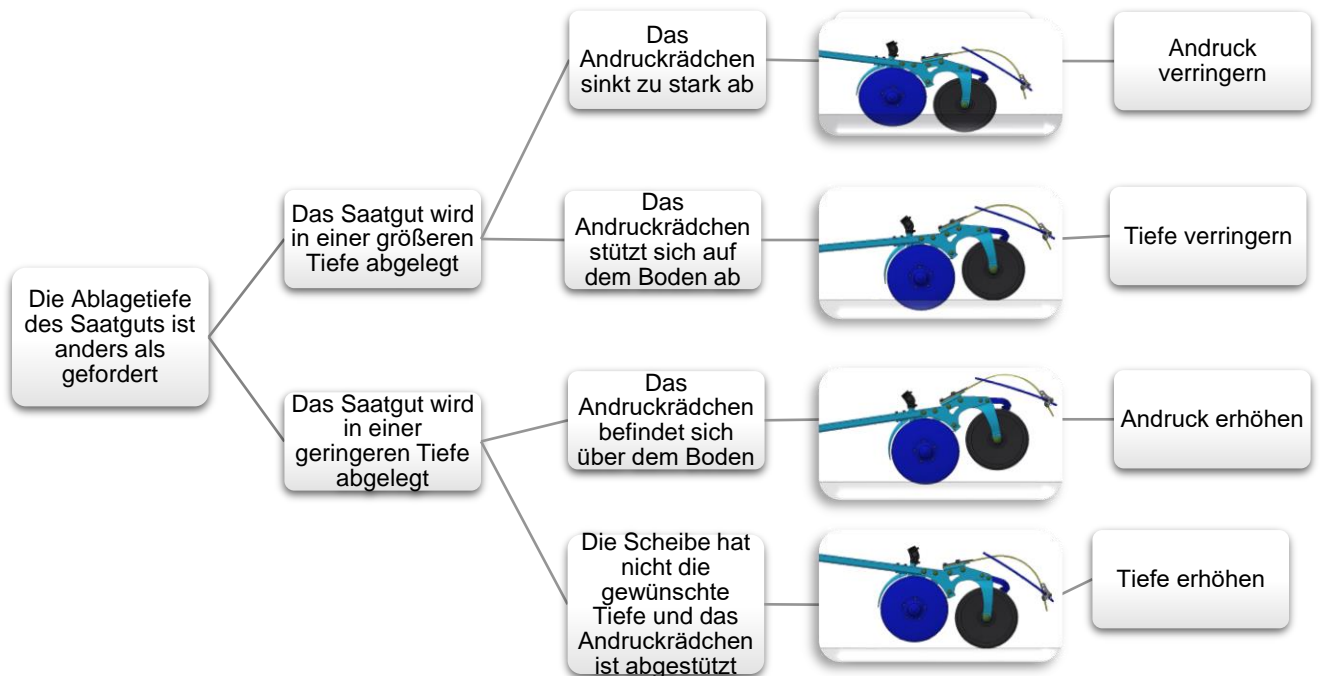 Die Ablagetiefe
des Saatguts ist
anders als
gefordert
Das Saatgut wird
in einer größeren
Tiefe abgelegt
Das
Andruckrädchen
sinkt zu stark ab
Andruck
verringern
Das
Andruckrädchen
stützt sich auf
dem Boden ab
Tiefe verringern
Das Saatgut wird
in einer
geringeren Tiefe
abgelegt
Das
Andruckrädchen
befindet sich
über dem Boden
Andruck erhöhen
Die Scheibe hat
nicht die
gewünschte
Tiefe und das
Andruckrädchen
ist abgestützt
Tiefe erhöhen